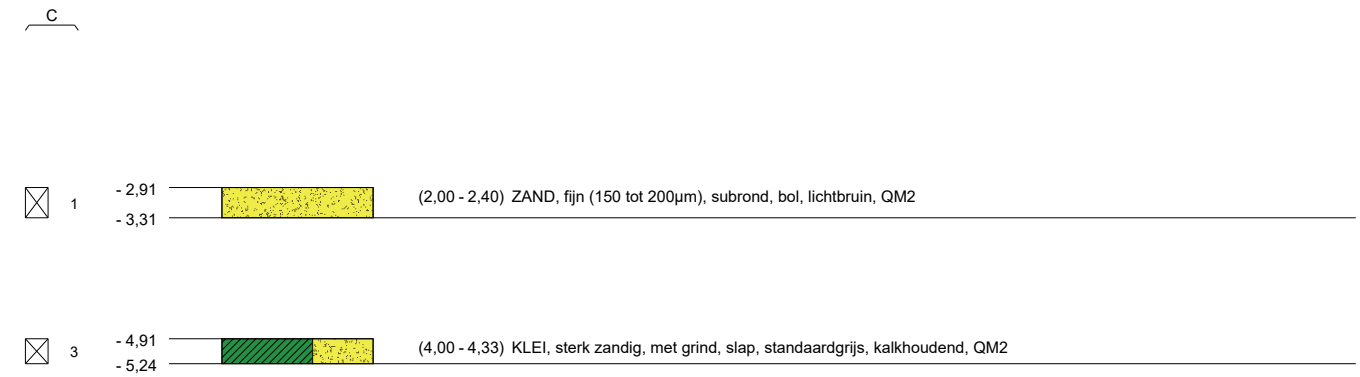 C
- 2,91
1 (2,00 - 2,40) ZAND, fijn (150 tot 200µm), subrond, bol, lichtbruin, QM2
- 3,31
- 4,91
3 (4,00 - 4,33) KLEI, sterk zandig, met grind, slap, standaardgrijs, kalkhoudend, QM2
- 5,24